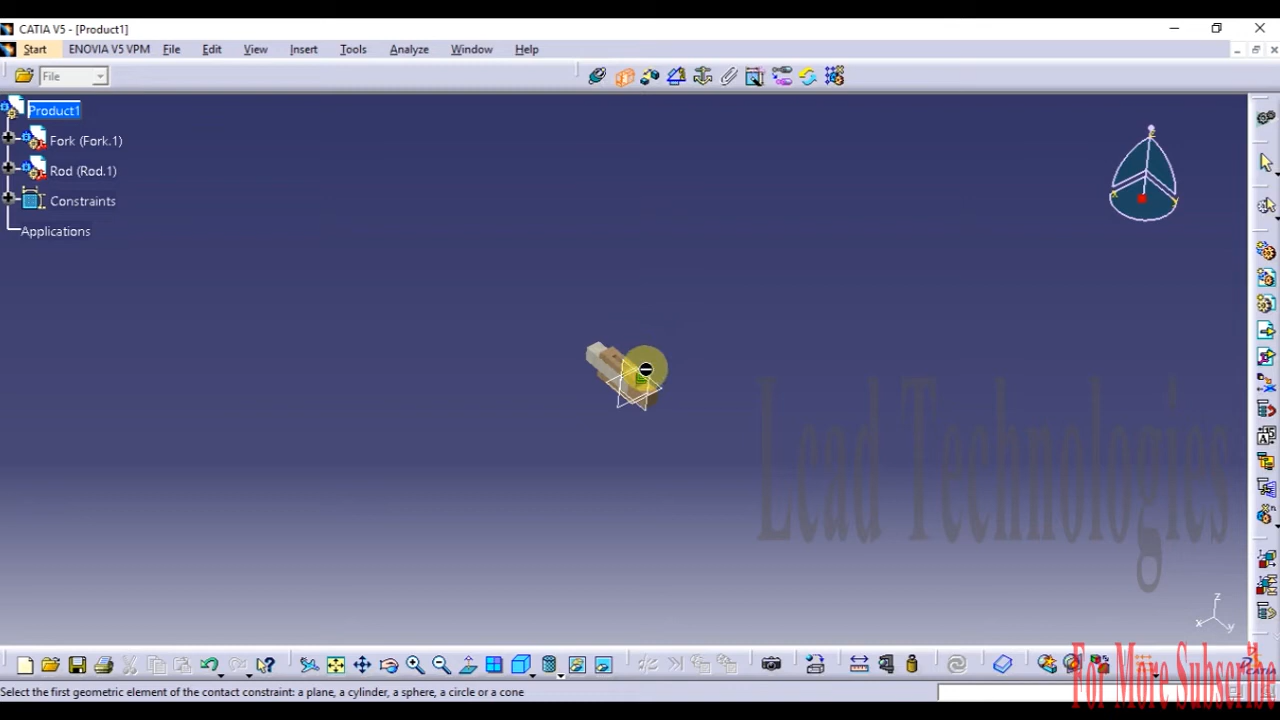 CATIA V5 - [Product1]
Start ENOVIA V5 VPM File Edit View Insert Tools Analyze Window Help
File
Product1
Fork (Fork.1)
Rod (Rod.1)
Constraints
Applications
z
x y
Lead Technologies
z
x y
For More Subscribe
CATIA
Select the first geometric element of the contact constraint: a plane, a cylinder, a sphere, a circle or a cone